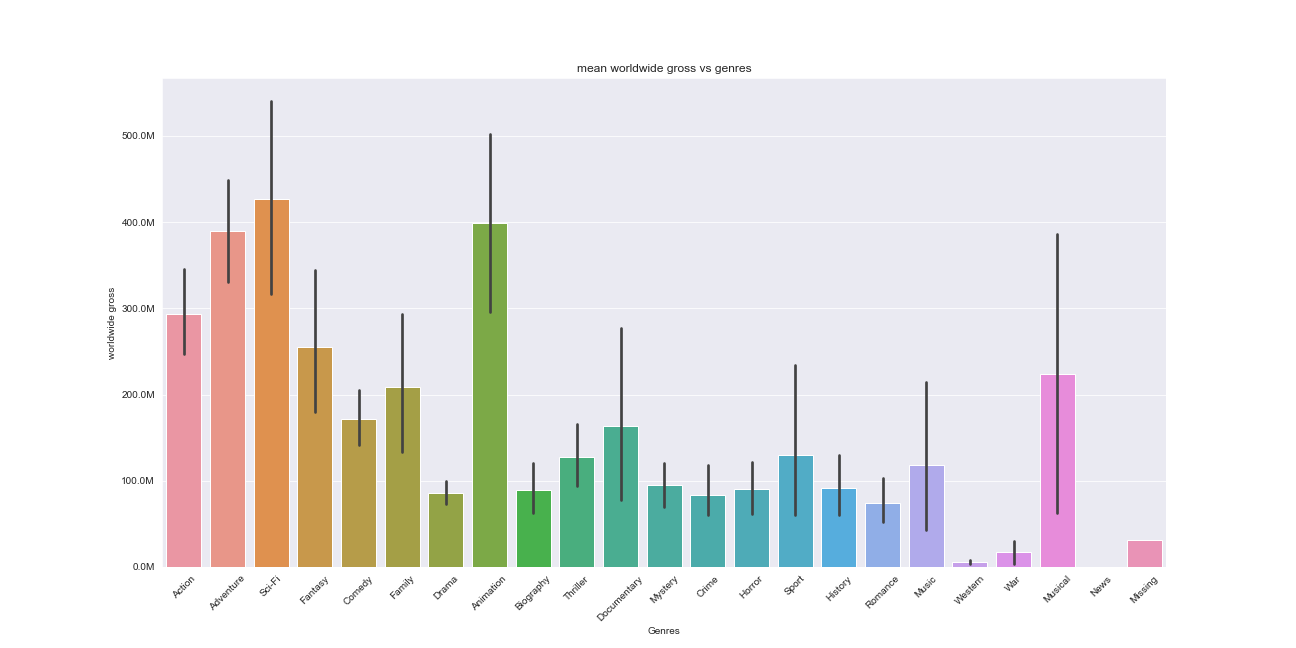 mean worldwide gross vs genres
500.0M
400.0M
300.0M
200.0M
100.0M
0.0M
worldwide gross
Action
Adventure
Sci-Fi
Fantasy
Comedy
Family
Drama
Animation
Biography
Thriller
Documentary
Mystery
Crime
Horror
Sport
History
Romance
Music
Western
War
Musical
News
Missing
Genres